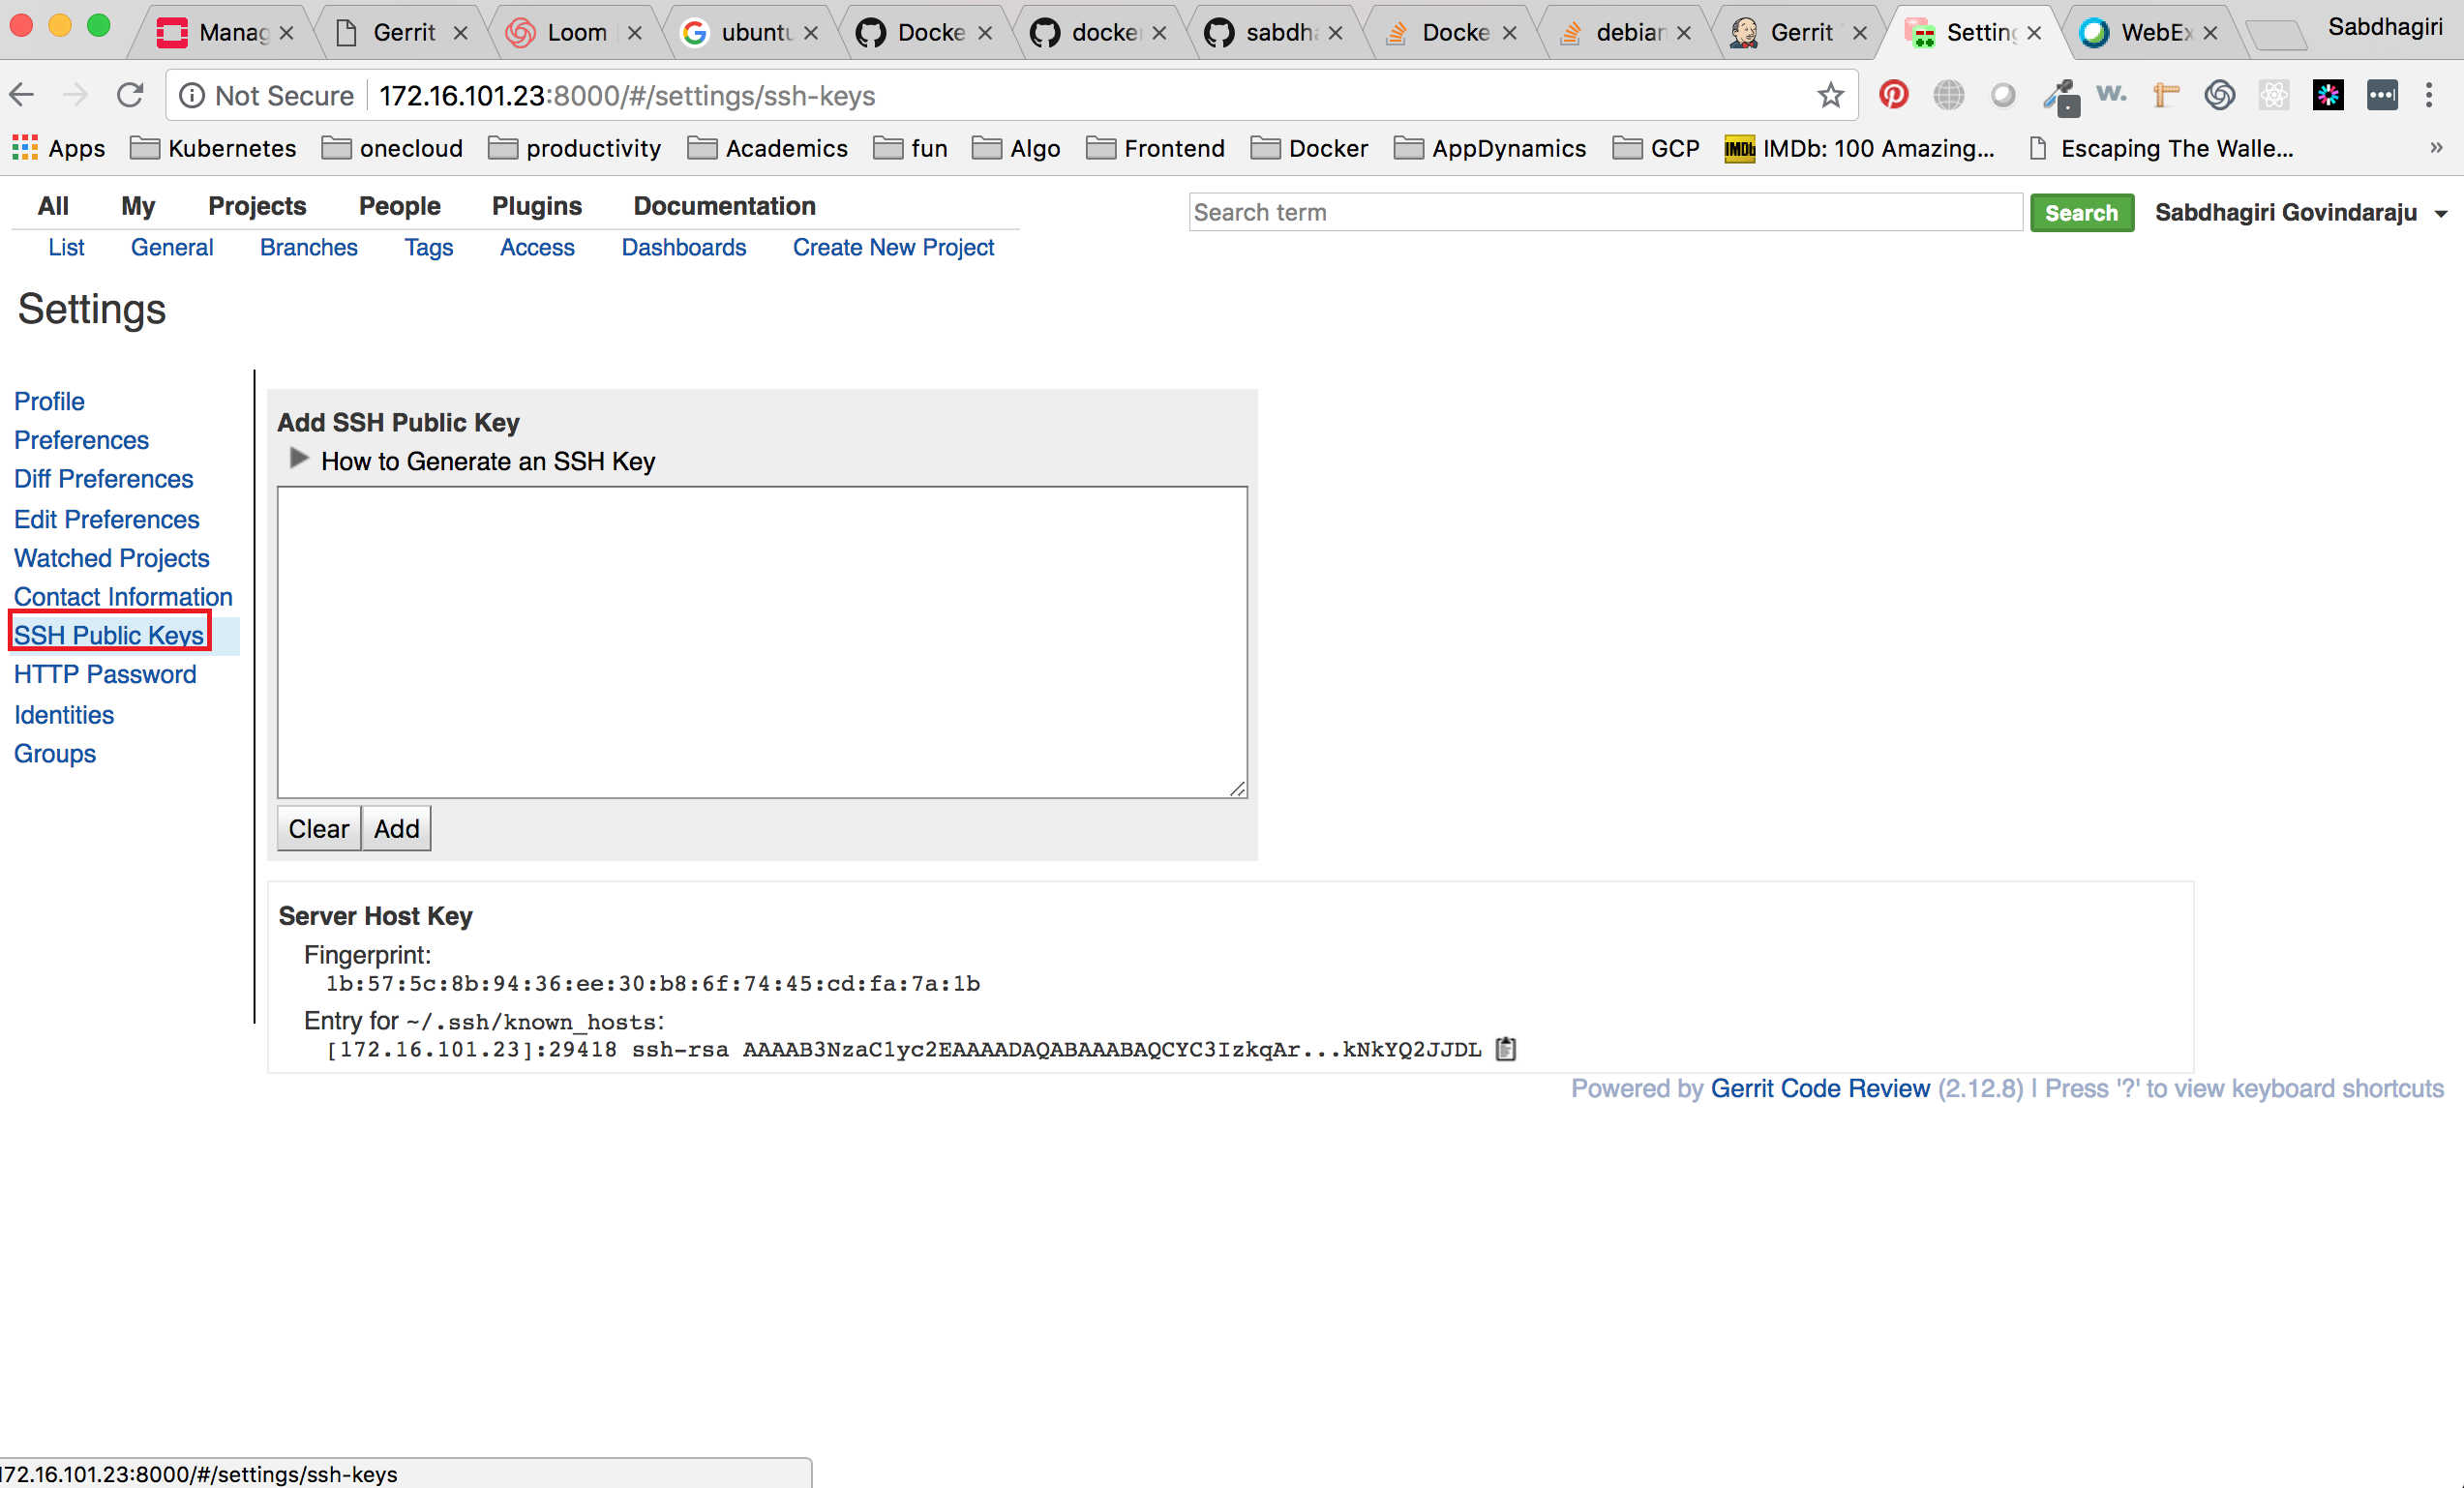 Manag Gerrit Loom ubuntu Docke docker sabdha Docke debian Gerrit Setting WebEx Sabdhagiri
Not Secure 172.16.101.23:8000/#/settings/ssh-keys
Apps Kubernetes onecloud productivity Academics fun Algo Frontend Docker AppDynamics GCP IMDb: 100 Amazing... Escaping The Walle... »
All My Projects People Plugins Documentation
Search term Search Sabdhagiri Govindaraju
List General Branches Tags Access Dashboards Create New Project
Settings
Profile
Preferences
Diff Preferences
Edit Preferences
Watched Projects
Contact Information
SSH Public Keys
HTTP Password
Identities
Groups
Add SSH Public Key
How to Generate an SSH Key
Clear Add
Server Host Key
Fingerprint:
1b:57:5c:8b:94:36:ee:30:b8:6f:74:45:cd:fa:7a:1b
Entry for ~/.ssh/known_hosts:
[172.16.101.23]:29418 ssh-rsa AAAAB3NzaC1yc2EAAAADAQABAAABAQCYC3IzkqAr...kNkYQ2JJDL
Powered by Gerrit Code Review (2.12.8) | Press '?' to view keyboard shortcuts
172.16.101.23:8000/#/settings/ssh-keys